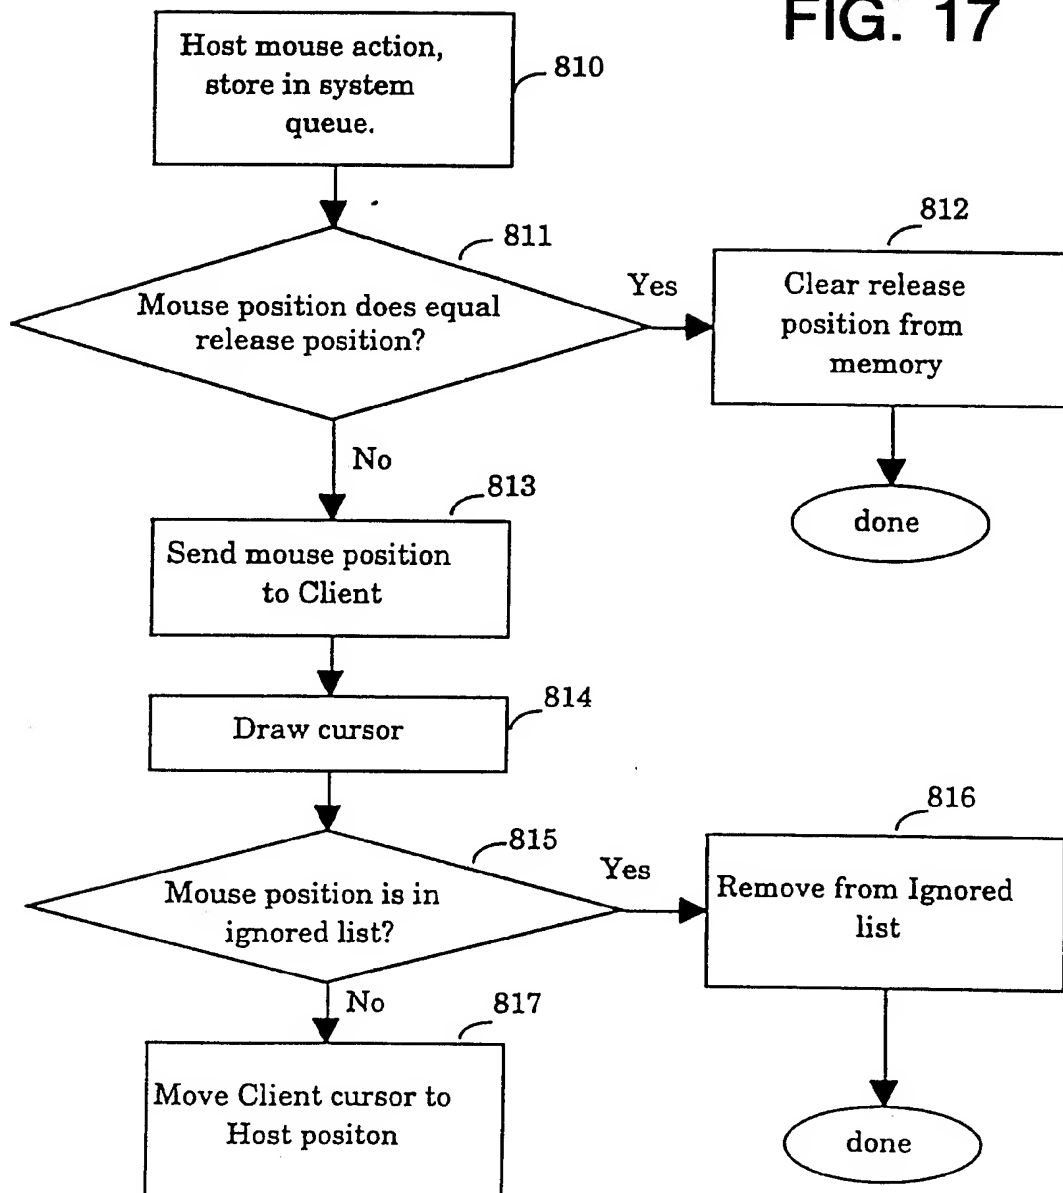 FIG. 17
Host mouse action,
store in system
queue.
810
811
Mouse position does equal
release position?
Yes
812
Clear release
position from
memory
done
No
813
Send mouse position
to Client
814
Draw cursor
815
Mouse position is in
ignored list?
Yes
816
Remove from Ignored
list
done
No
817
Move Client cursor to
Host positon